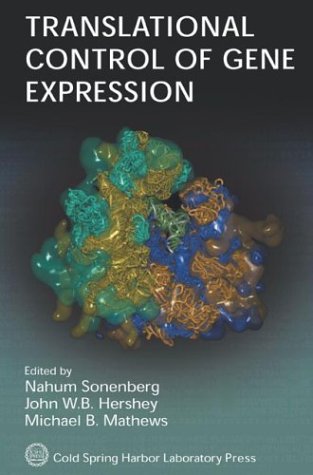 TRANSLATIONAL
CONTROL OF GENE
EXPRESSION
Edited by
Nahum Sonenberg
John W.B. Hershey
Michael B. Mathews
Cold Spring Harbor Laboratory Press